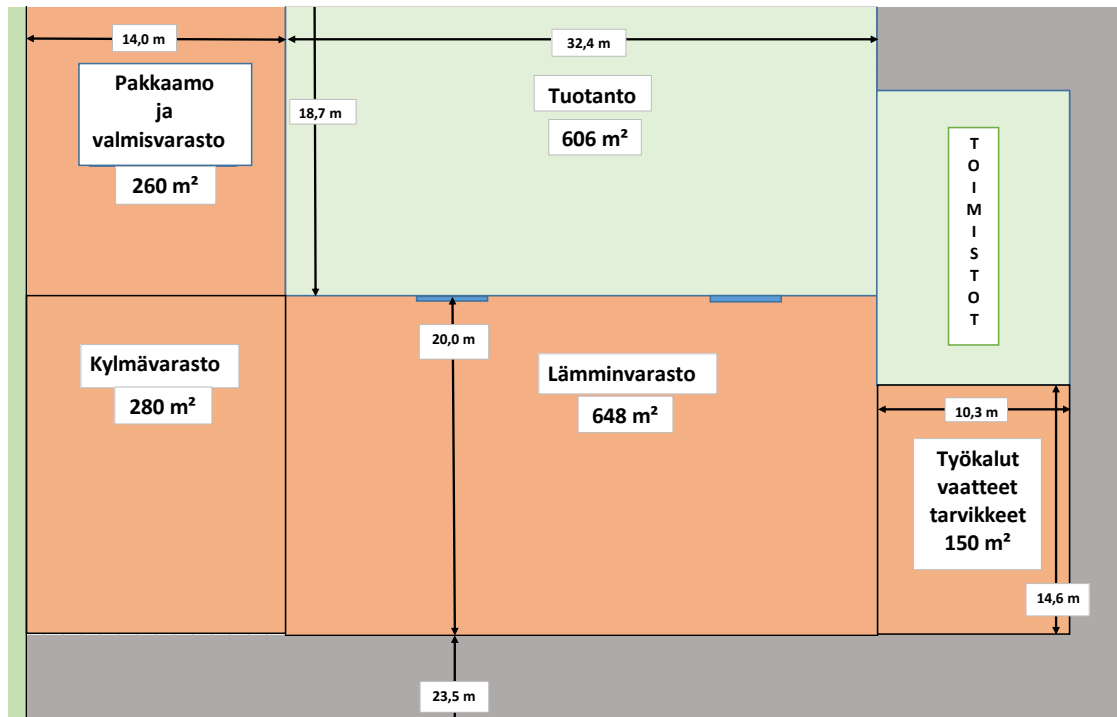 14,0 m
32,4 m
Pakkaamo
ja
valmisvarasto
260 m²
18,7 m
Tuotanto
606 m²
TOIMISTOT
Kylmävarasto
280 m²
20,0 m
Lämminvarasto
648 m²
10,3 m
Työkalut
vaatteet
tarvikkeet
150 m²
14,6 m
23,5 m